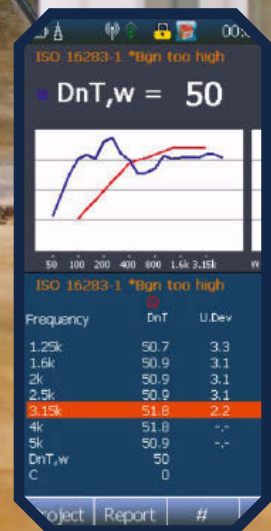 00:
ISO 16283-1 *Bgn too high
DnT,w = 50
50 100 200 400 800 1.6k 3.15k W
ISO 16283-1 *Bgn too high
Frequency DnT U.Dev
1.25k 50.7 3.3
1.6k 50.9 3.1
2k 50.9 3.1
2.5k 50.9 3.1
3.15k 51.8 2.2
4k 51.8 -.-
5k 50.9 -.-
DnT,w 50
C 0
roject Report #